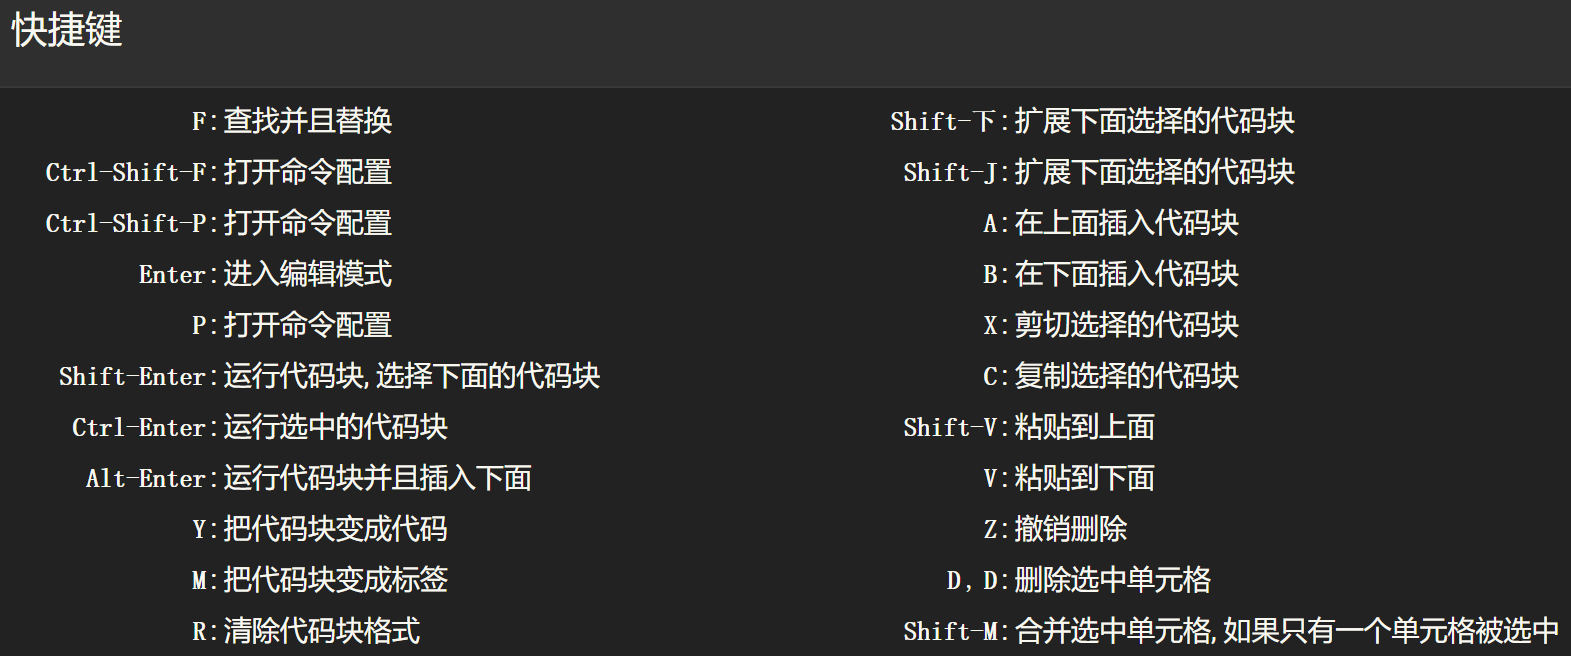 快捷键
F:查找并且替换
Ctrl-Shift-F:打开命令配置
Ctrl-Shift-P:打开命令配置
Enter:进入编辑模式
P:打开命令配置
Shift-Enter:运行代码块,选择下面的代码块
Ctrl-Enter:运行选中的代码块
Alt-Enter:运行代码块并且插入下面
Y:把代码块变成代码
M:把代码块变成标签
R:清除代码块格式
Shift-下:扩展下面选择的代码块
Shift-J:扩展下面选择的代码块
A:在上面插入代码块
B:在下面插入代码块
X:剪切选择的代码块
C:复制选择的代码块
Shift-V:粘贴到上面
V:粘贴到下面
Z:撤销删除
D, D:删除选中单元格
Shift-M:合并选中单元格,如果只有一个单元格被选中